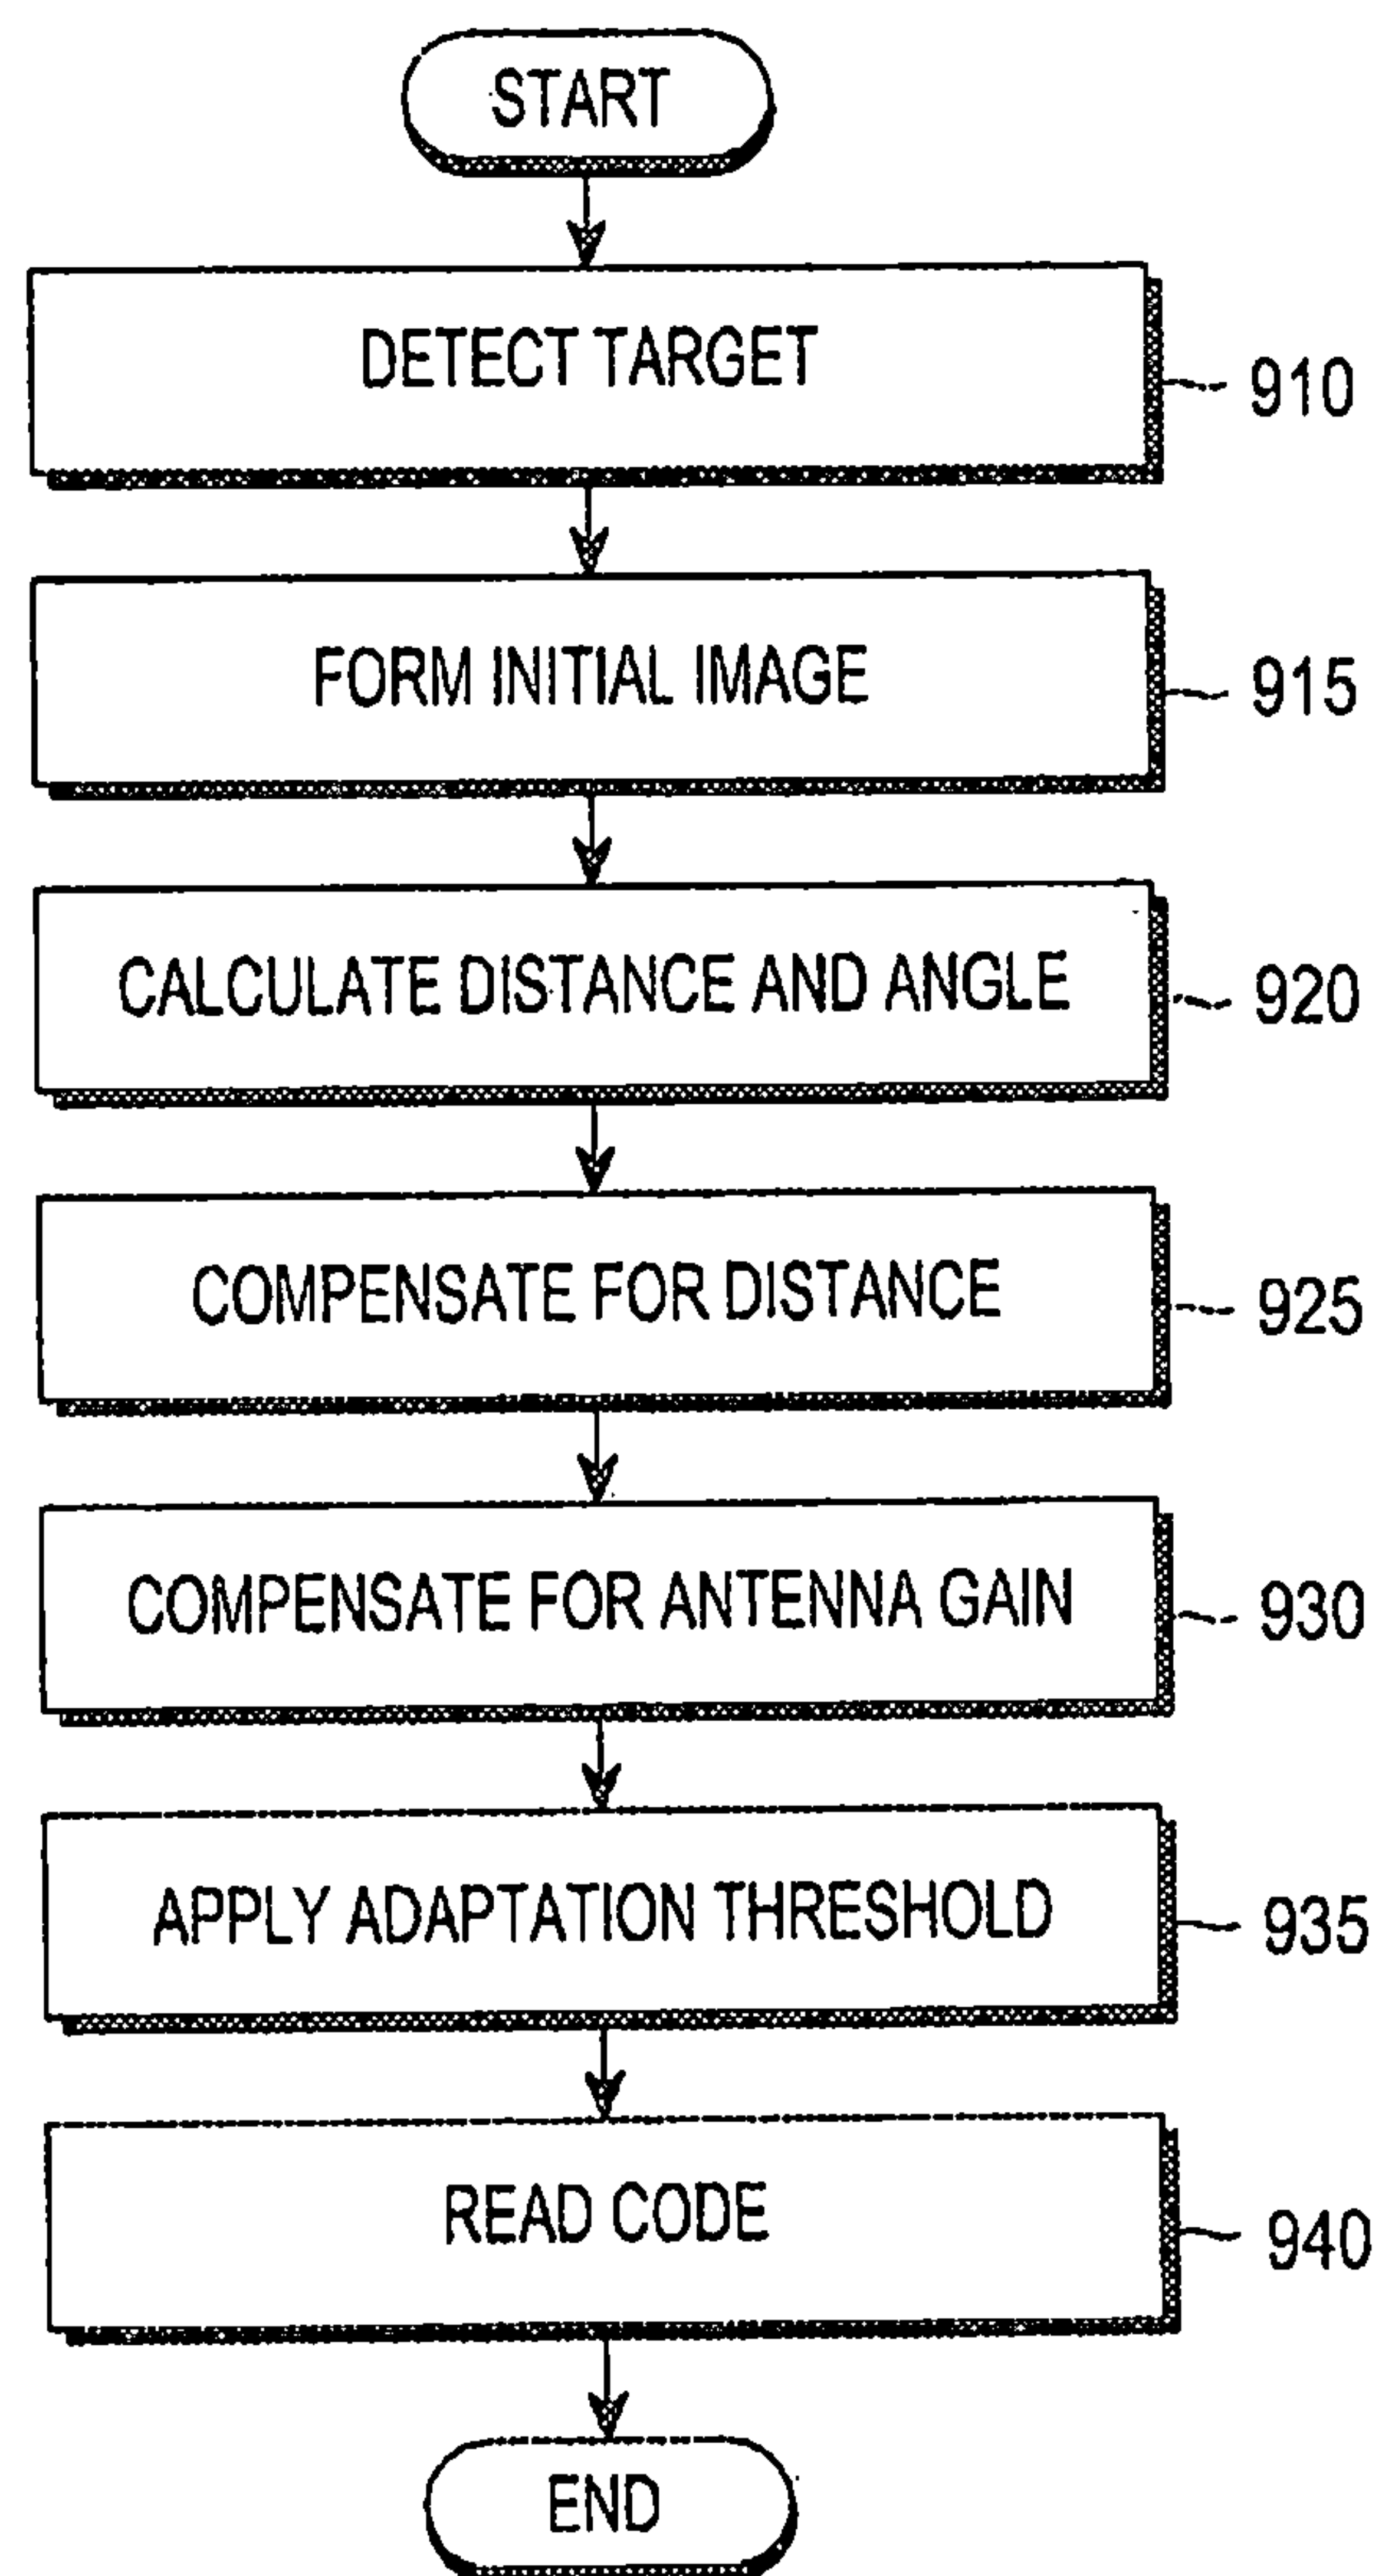 START
DETECT TARGET
910
FORM INITIAL IMAGE
915
CALCULATE DISTANCE AND ANGLE
920
COMPENSATE FOR DISTANCE
925
COMPENSATE FOR ANTENNA GAIN
930
APPLY ADAPTATION THRESHOLD
935
READ CODE
940
END